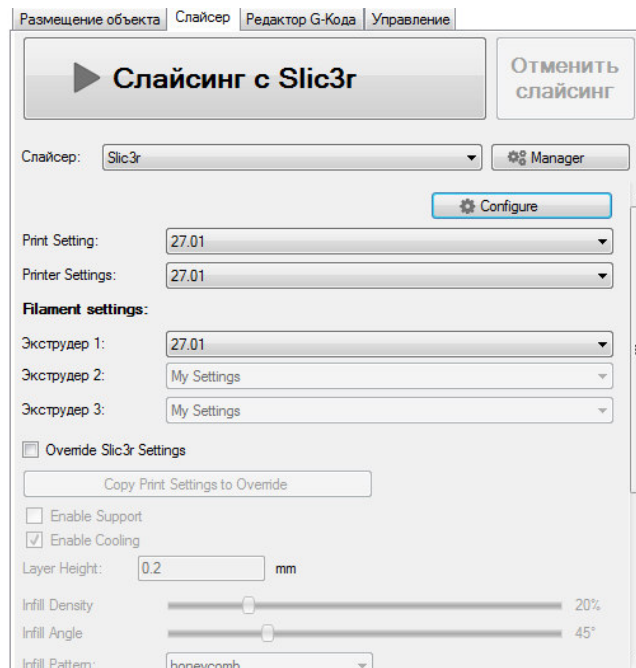 Размещение объекта Слайсер Редактор G-Кода Управление
Слайсинг с Slic3r
Отменить
слайсинг
Слайсер: Slic3r Manager
Configure
Print Setting: 27.01
Printer Settings: 27.01
Filament settings:
Экструдер 1: 27.01
Экструдер 2: My Settings
Экструдер 3: My Settings
Override Slic3r Settings
Copy Print Settings to Override
Enable Support
Enable Cooling
Layer Height: 0.2 mm
Infill Density 20%
Infill Angle 45°
Infill Pattern: honeycomb